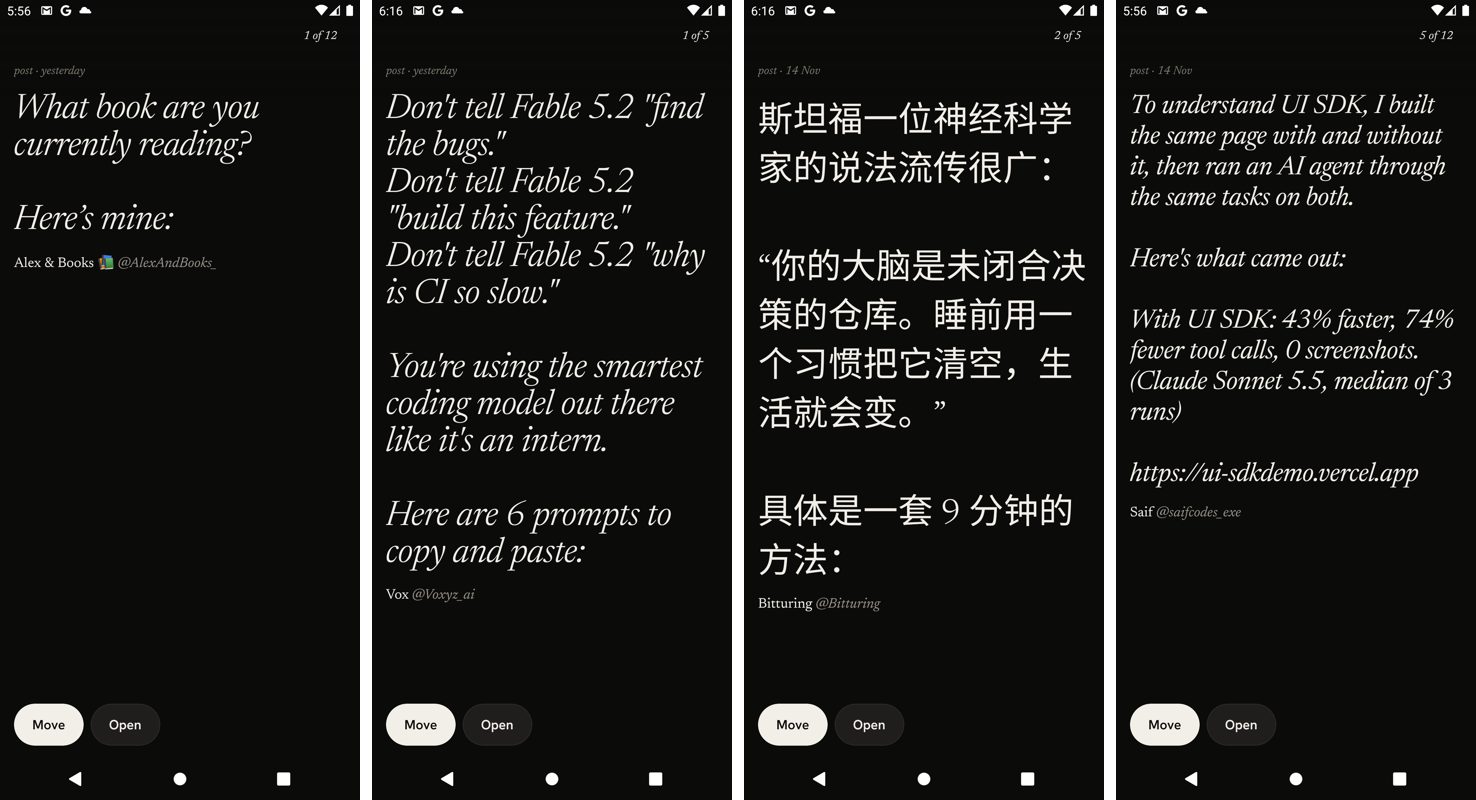 5:56
1 of 12
post · yesterday
What book are you
currently reading?
Here’s mine:
Alex & Books 📚 @AlexAndBooks_
Move
Open
6:16
1 of 5
post · yesterday
Don't tell Fable 5.2 "find
the bugs."
Don't tell Fable 5.2
"build this feature."
Don't tell Fable 5.2 "why
is CI so slow."
You're using the smartest
coding model out there
like it's an intern.
Here are 6 prompts to
copy and paste:
Vox @Voxyz_ai
Move
Open
6:16
2 of 5
post · 14 Nov
斯坦福一位神经科学
家的说法流传很广：
“你的大脑是未闭合决
策的仓库。睡前用一
个习惯把它清空，生
活就会变。”
具体是一套 9 分钟的
方法：
Bitturing @Bitturing
Move
Open
5:56
5 of 12
post · 14 Nov
To understand UI SDK, I built
the same page with and without
it, then ran an AI agent through
the same tasks on both.
Here's what came out:
With UI SDK: 43% faster, 74%
fewer tool calls, 0 screenshots.
(Claude Sonnet 5.5, median of 3
runs)
https://ui-sdkdemo.vercel.app
Saif @saifcodes_exe
Move
Open